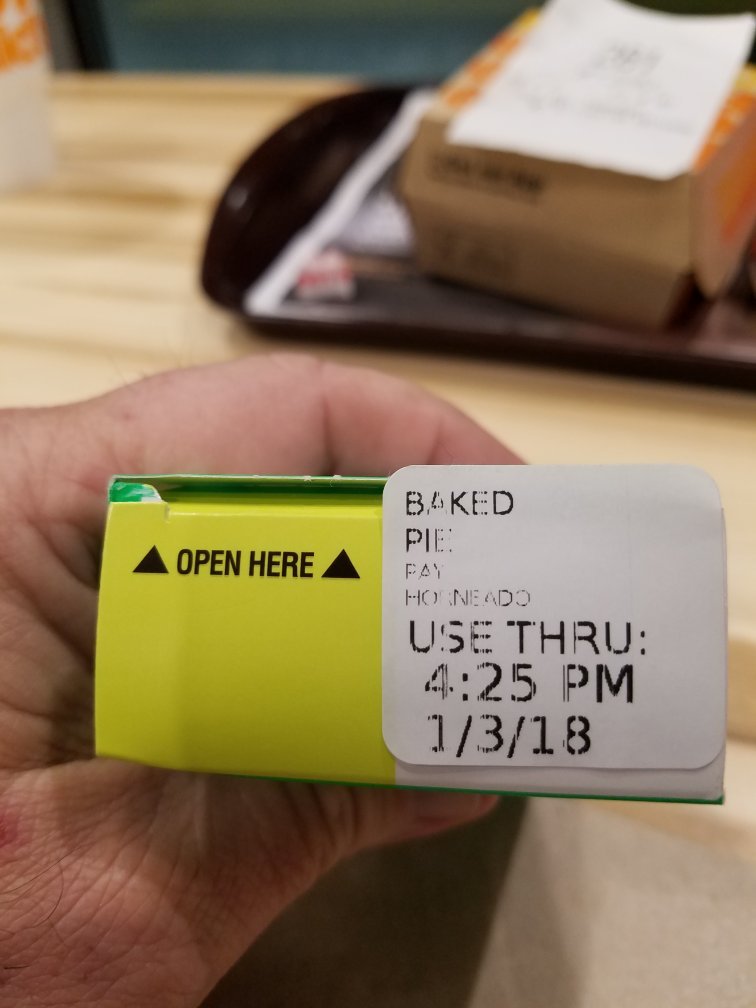 ▲ OPEN HERE ▲
BAKED
PIE
PAY
HORNEADO
USE THRU:
4:25 PM
1/3/18